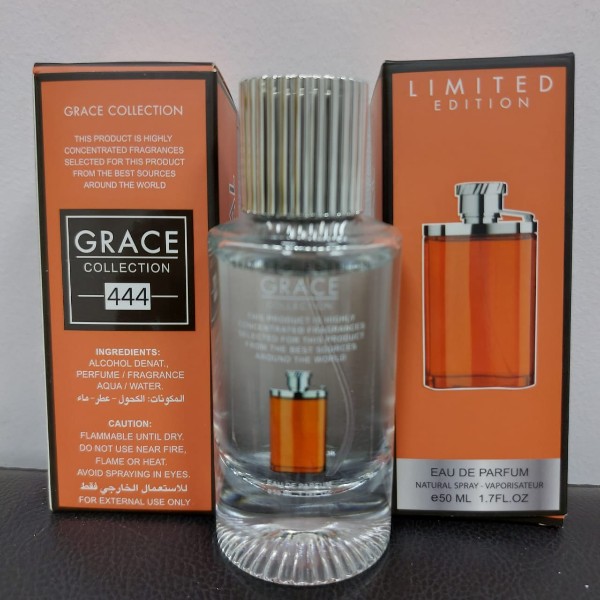 GRACE COLLECTION
THIS PRODUCT IS HIGHLY
CONCENTRATED FRAGRANCES
SELECTED FOR THIS PRODUCT
FROM THE BEST SOURCES
AROUND THE WORLD
GRACE
COLLECTION
444
INGREDIENTS:
ALCOHOL DENAT.,
PERFUME / FRAGRANCE
AQUA / WATER.
المكونات: الكحول - عطر - ماء
CAUTION:
FLAMMABLE UNTIL DRY.
DO NOT USE NEAR FIRE,
FLAME OR HEAT.
AVOID SPRAYING IN EYES.
للاستعمال الخارجي فقط
FOR EXTERNAL USE ONLY
GRACE
COLLECTION
THIS PRODUCT IS HIGHLY
CONCENTRATED FRAGRANCES
SELECTED FOR THIS PRODUCT
FROM THE BEST SOURCES
AROUND THE WORLD
EAU DE PARFUM
LIMITED
EDITION
EAU DE PARFUM
NATURAL SPRAY - VAPORISATEUR
e50 ML 1.7FL.OZ